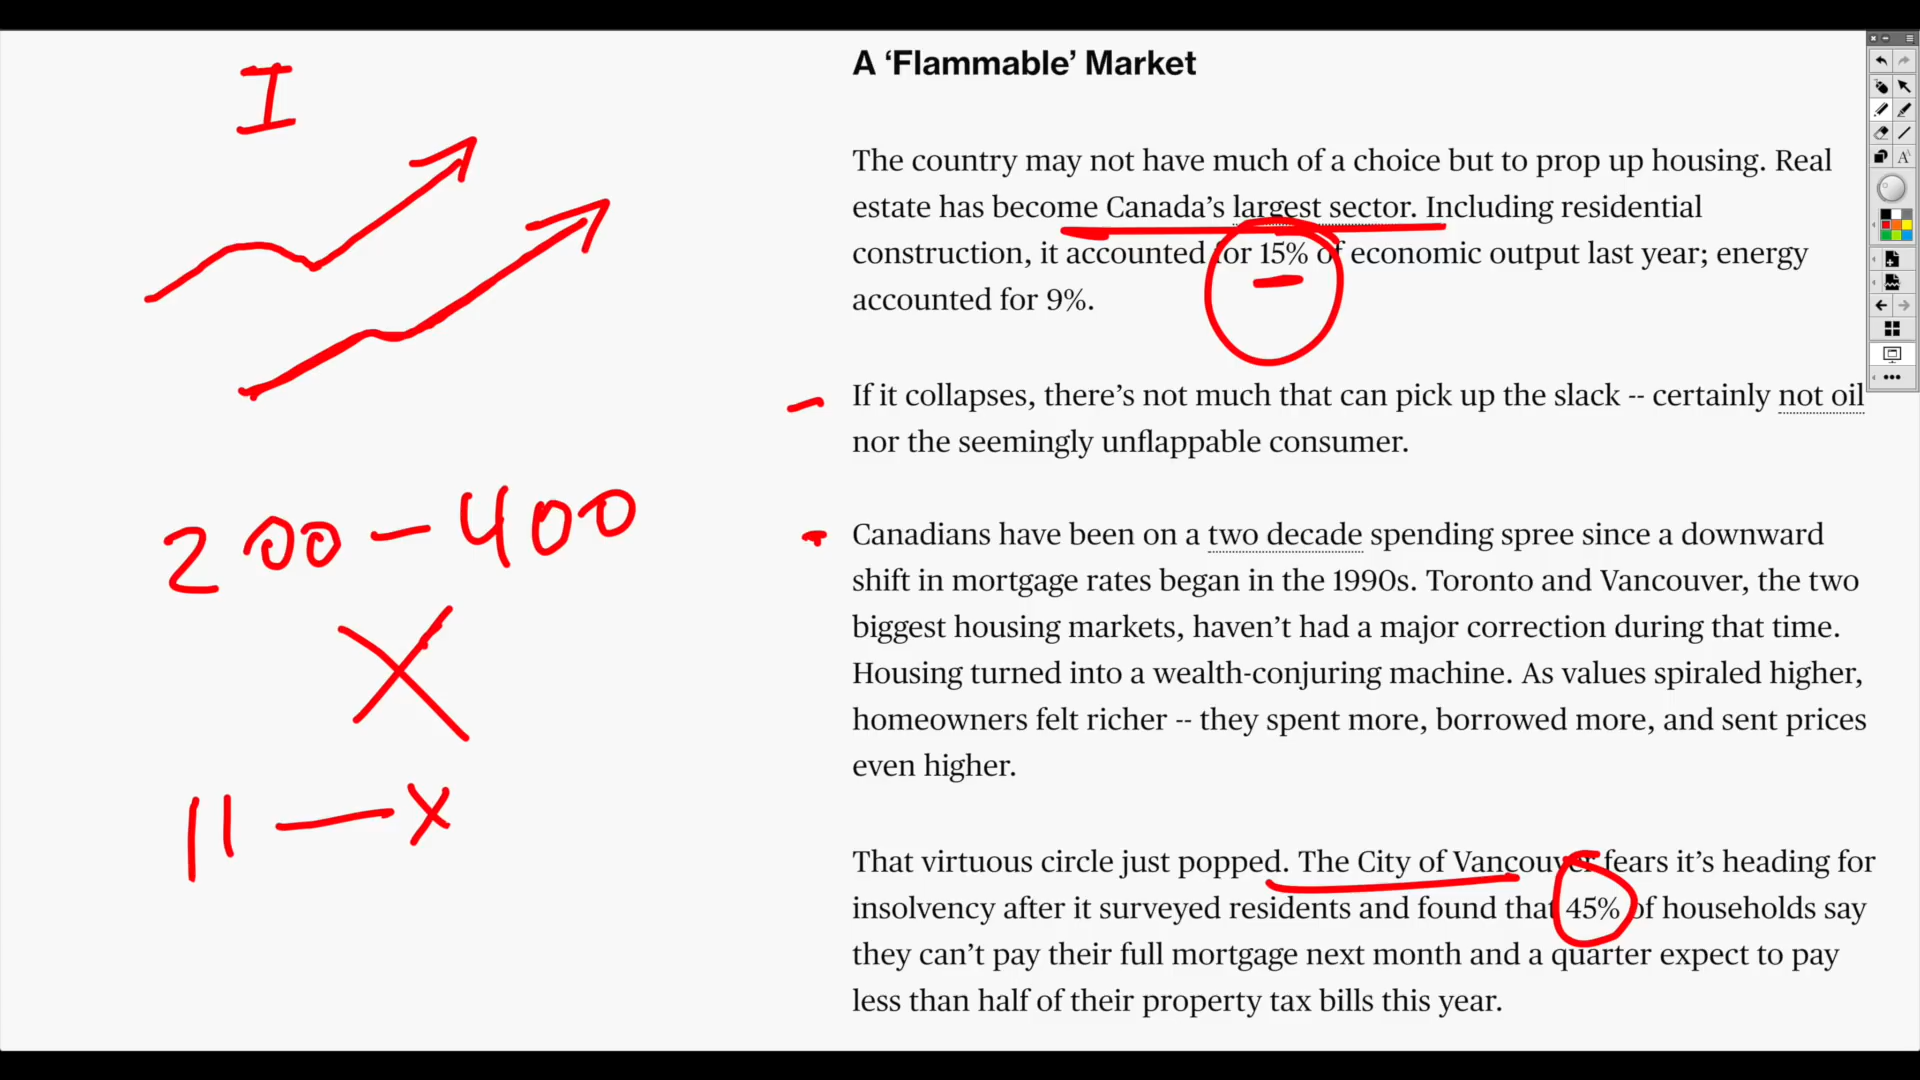 I
200-400
11 — x
A ‘Flammable’ Market
The country may not have much of a choice but to prop up housing. Real
estate has become Canada’s largest sector. Including residential
construction, it accounted for 15% of economic output last year; energy
accounted for 9%.
If it collapses, there’s not much that can pick up the slack -- certainly not oil
nor the seemingly unflappable consumer.
Canadians have been on a two decade spending spree since a downward
shift in mortgage rates began in the 1990s. Toronto and Vancouver, the two
biggest housing markets, haven’t had a major correction during that time.
Housing turned into a wealth-conjuring machine. As values spiraled higher,
homeowners felt richer -- they spent more, borrowed more, and sent prices
even higher.
That virtuous circle just popped. The City of Vancouver fears it’s heading for
insolvency after it surveyed residents and found that 45% of households say
they can’t pay their full mortgage next month and a quarter expect to pay
less than half of their property tax bills this year.